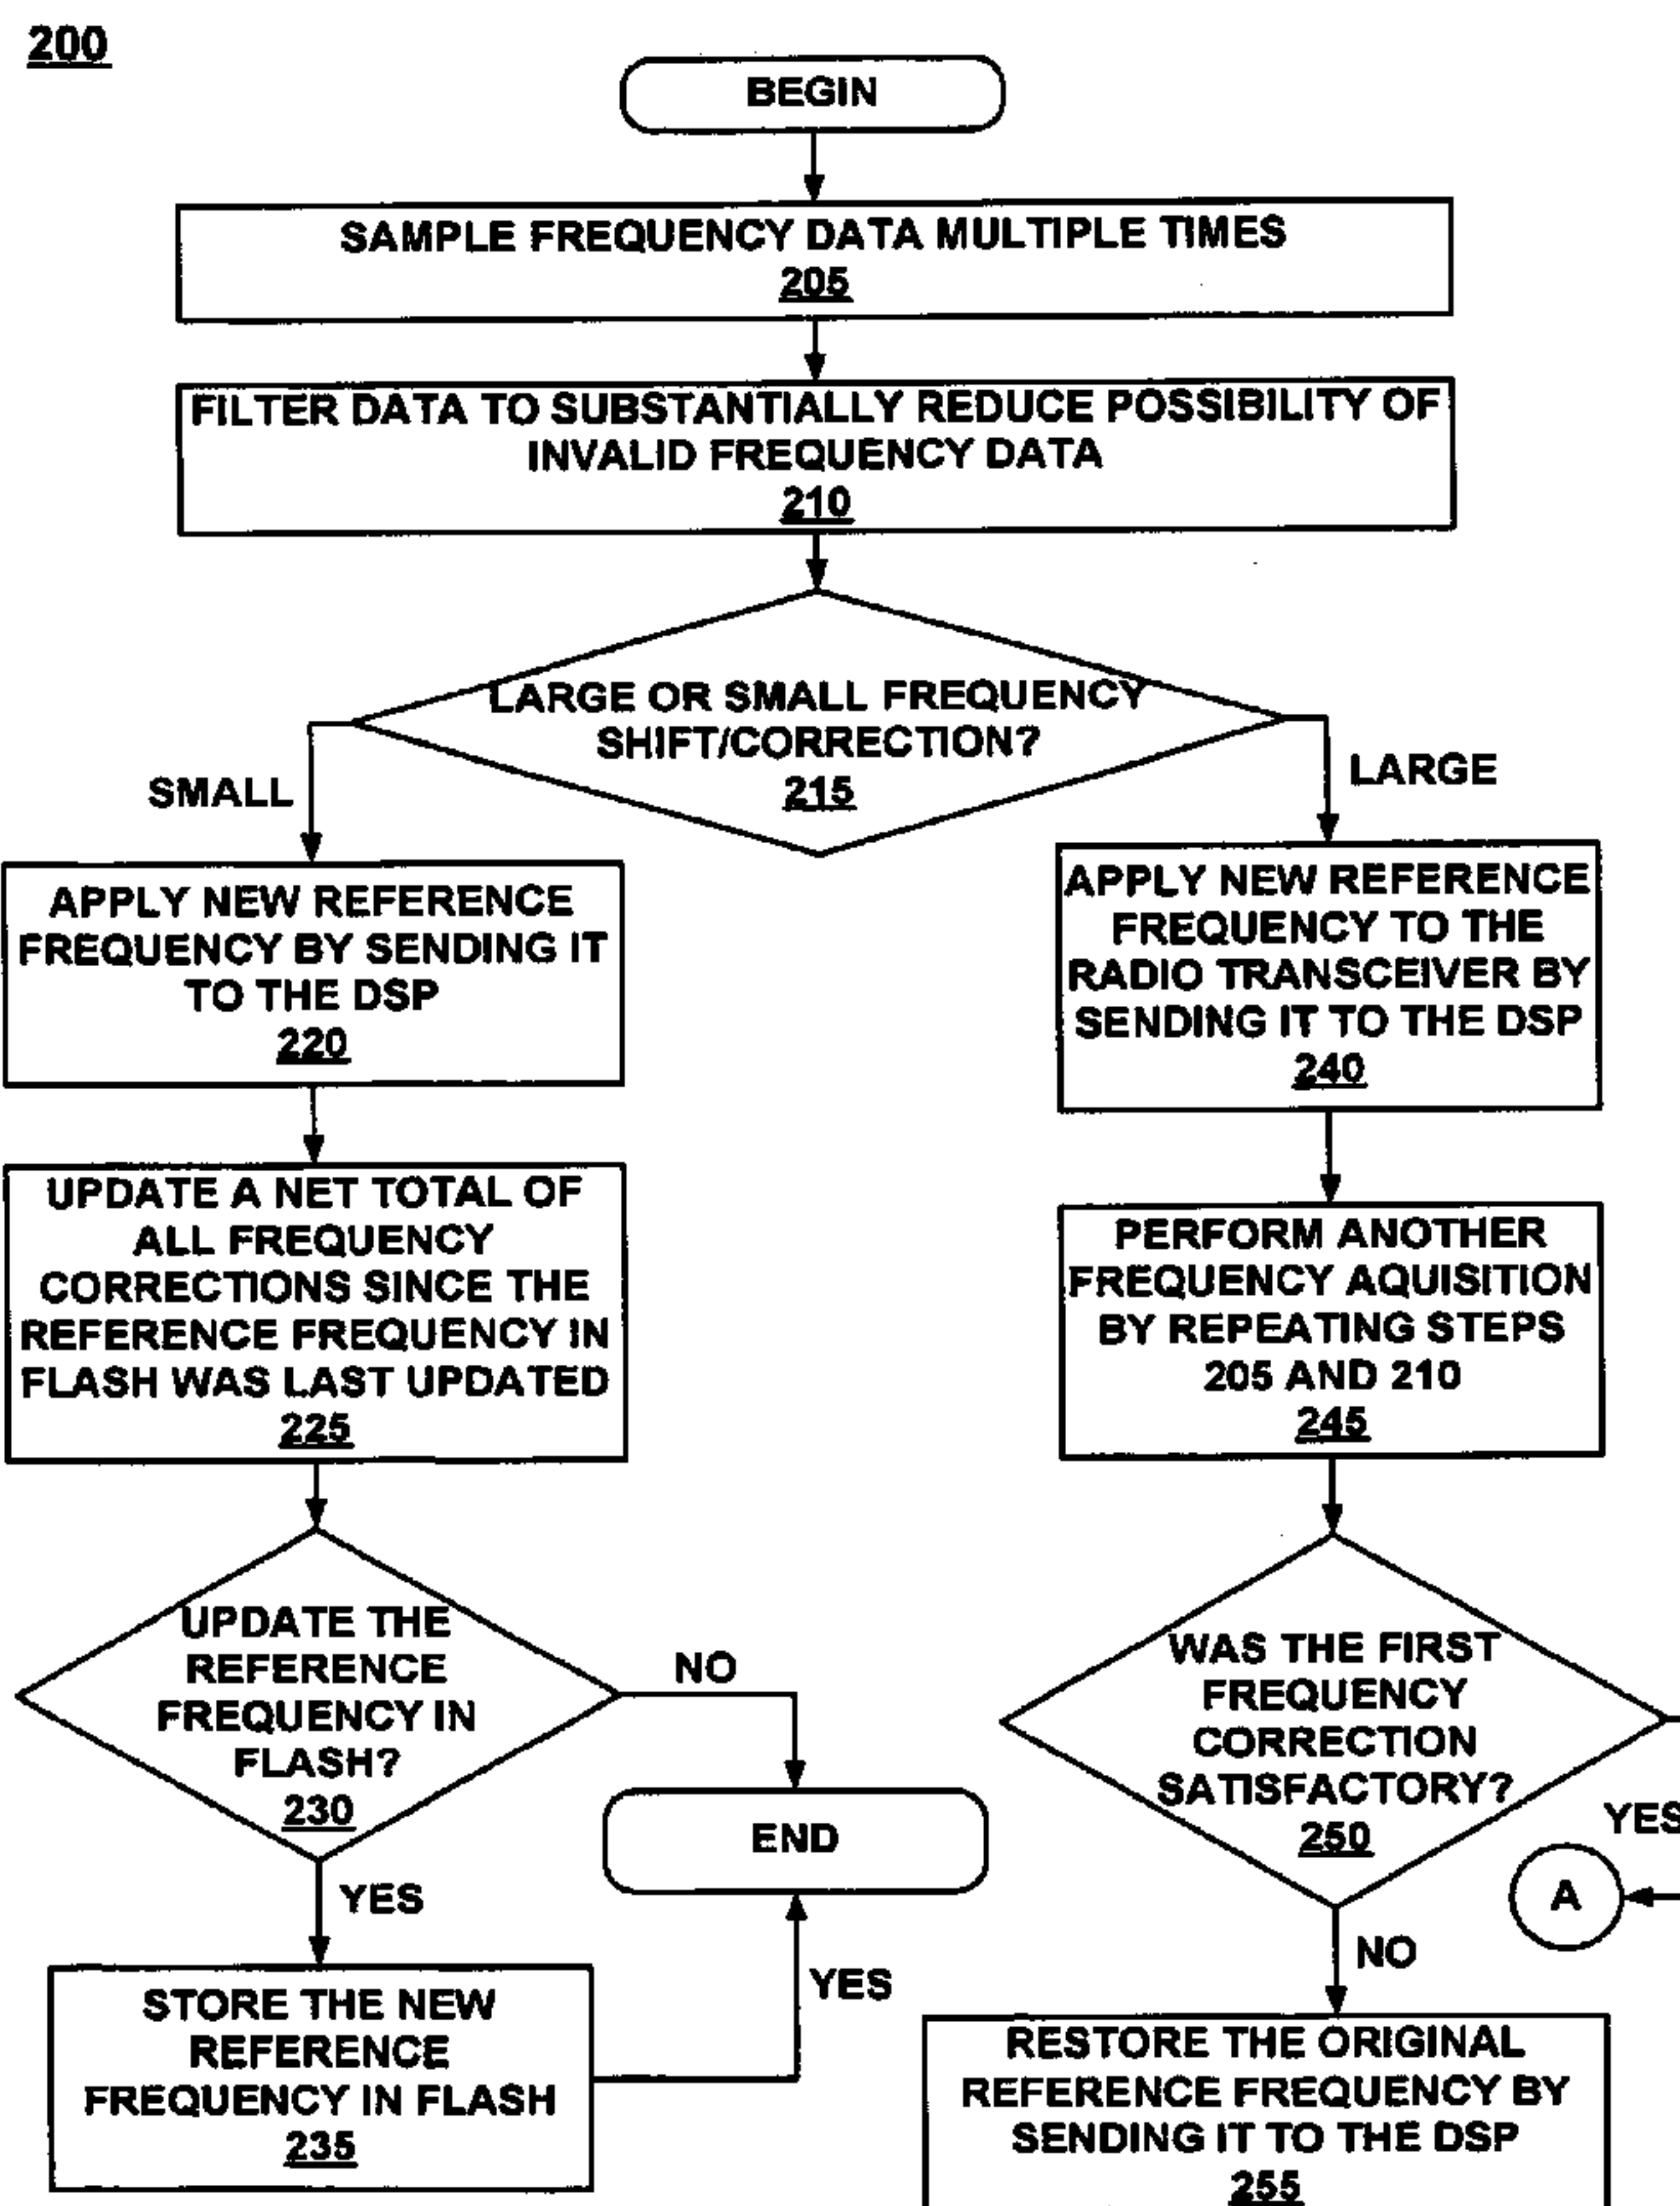 200
BEGIN
SAMPLE FREQUENCY DATA MULTIPLE TIMES
205
FILTER DATA TO SUBSTANTIALLY REDUCE POSSIBILITY OF
INVALID FREQUENCY DATA
210
LARGE OR SMALL FREQUENCY
SHIFT/CORRECTION?
215
SMALL
LARGE
APPLY NEW REFERENCE
FREQUENCY BY SENDING IT
TO THE DSP
220
APPLY NEW REFERENCE
FREQUENCY TO THE
RADIO TRANSCEIVER BY
SENDING IT TO THE DSP
240
UPDATE A NET TOTAL OF
ALL FREQUENCY
CORRECTIONS SINCE THE
REFERENCE FREQUENCY IN
FLASH WAS LAST UPDATED
225
PERFORM ANOTHER
FREQUENCY AQUISITION
BY REPEATING STEPS
205 AND 210
245
UPDATE THE
REFERENCE
FREQUENCY IN
FLASH?
230
NO
END
WAS THE FIRST
FREQUENCY
CORRECTION
SATISFACTORY?
250
YES
A
YES
NO
STORE THE NEW
REFERENCE
FREQUENCY IN FLASH
235
YES
RESTORE THE ORIGINAL
REFERENCE FREQUENCY BY
SENDING IT TO THE DSP
255